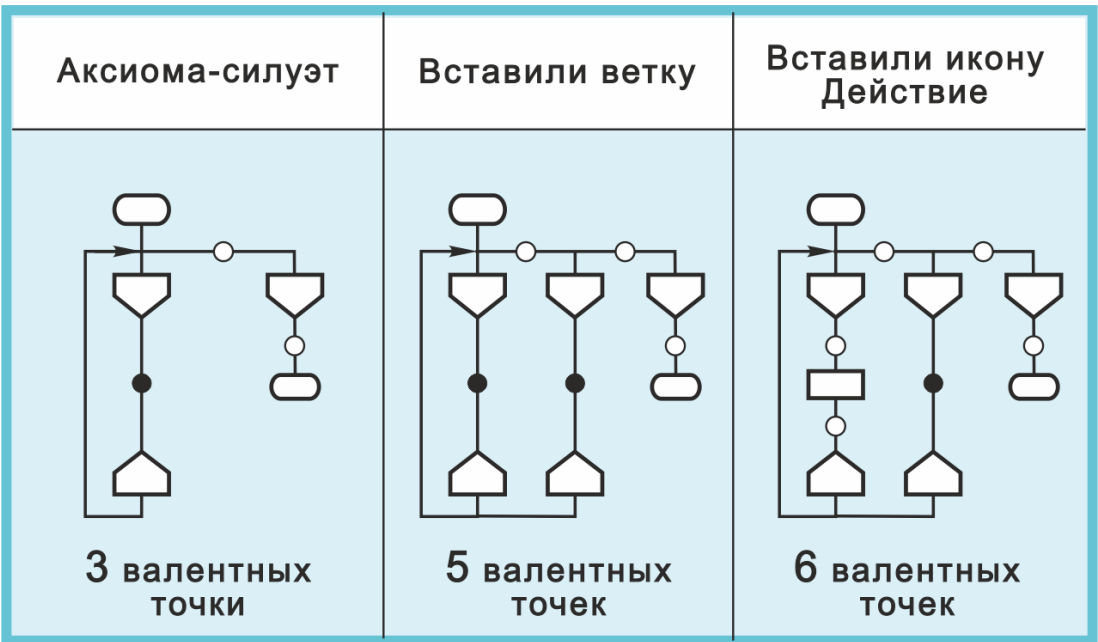 Аксиома-силуэт
Вставили ветку
Вставили икону
Действие
3 валентных
точки
5 валентных
точек
6 валентных
точек